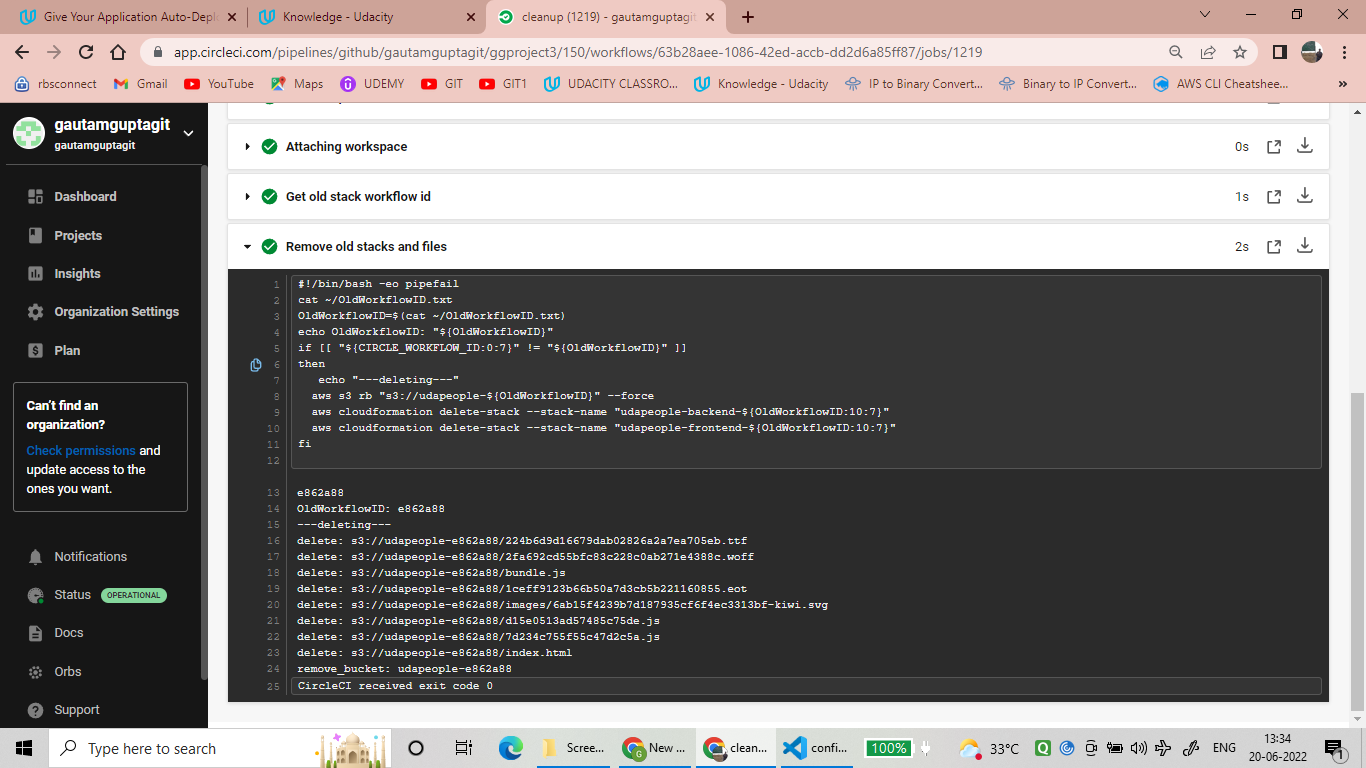 Give Your Application Auto-Depl
Knowledge - Udacity
cleanup (1219) - gautamguptagit
app.circleci.com/pipelines/github/gautamguptagit/ggproject3/150/workflows/63b28aee-1086-42ed-accb-dd2d6a85ff87/jobs/1219
rbsconnect
Gmail
YouTube
Maps
UDEMY
GIT
GIT1
UDACITY CLASSRO...
Knowledge - Udacity
IP to Binary Convert...
Binary to IP Convert...
AWS CLI Cheatshee...
gautamguptagit
gautamguptagit
Dashboard
Projects
Insights
Organization Settings
Plan
Can't find an
organization?
Check permissions and
update access to the
ones you want.
Notifications
Status OPERATIONAL
Docs
Orbs
Support
Attaching workspace 0s
Get old stack workflow id 1s
Remove old stacks and files 2s
1 #!/bin/bash -eo pipefail
2 cat ~/OldWorkflowID.txt
3 OldWorkflowID=$(cat ~/OldWorkflowID.txt)
4 echo OldWorkflowID: "${OldWorkflowID}"
5 if [[ "${CIRCLE_WORKFLOW_ID:0:7}" != "${OldWorkflowID}" ]]
6 then
7 echo "---deleting---"
8 aws s3 rb "s3://udapeople-${OldWorkflowID}" --force
9 aws cloudformation delete-stack --stack-name "udapeople-backend-${OldWorkflowID:10:7}"
10 aws cloudformation delete-stack --stack-name "udapeople-frontend-${OldWorkflowID:10:7}"
11 fi
12
13 e862a88
14 OldWorkflowID: e862a88
15 ---deleting---
16 delete: s3://udapeople-e862a88/224b6d9d16679dab02826a2a7ea705eb.ttf
17 delete: s3://udapeople-e862a88/2fa692cd55bfc83c228c0ab271e4388c.woff
18 delete: s3://udapeople-e862a88/bundle.js
19 delete: s3://udapeople-e862a88/1ceff9123b66b50a7d3cb5b221160855.eot
20 delete: s3://udapeople-e862a88/images/6ab15f4239b7d187935cf6f4ec3313bf-kiwi.svg
21 delete: s3://udapeople-e862a88/d15e0513ad57485c75de.js
22 delete: s3://udapeople-e862a88/7d234c755f55c47d2c5a.js
23 delete: s3://udapeople-e862a88/index.html
24 remove_bucket: udapeople-e862a88
25 CircleCI received exit code 0
Type here to search
Scree...
New ...
clean...
confi...
100%
33°C
ENG
13:34
20-06-2022
1